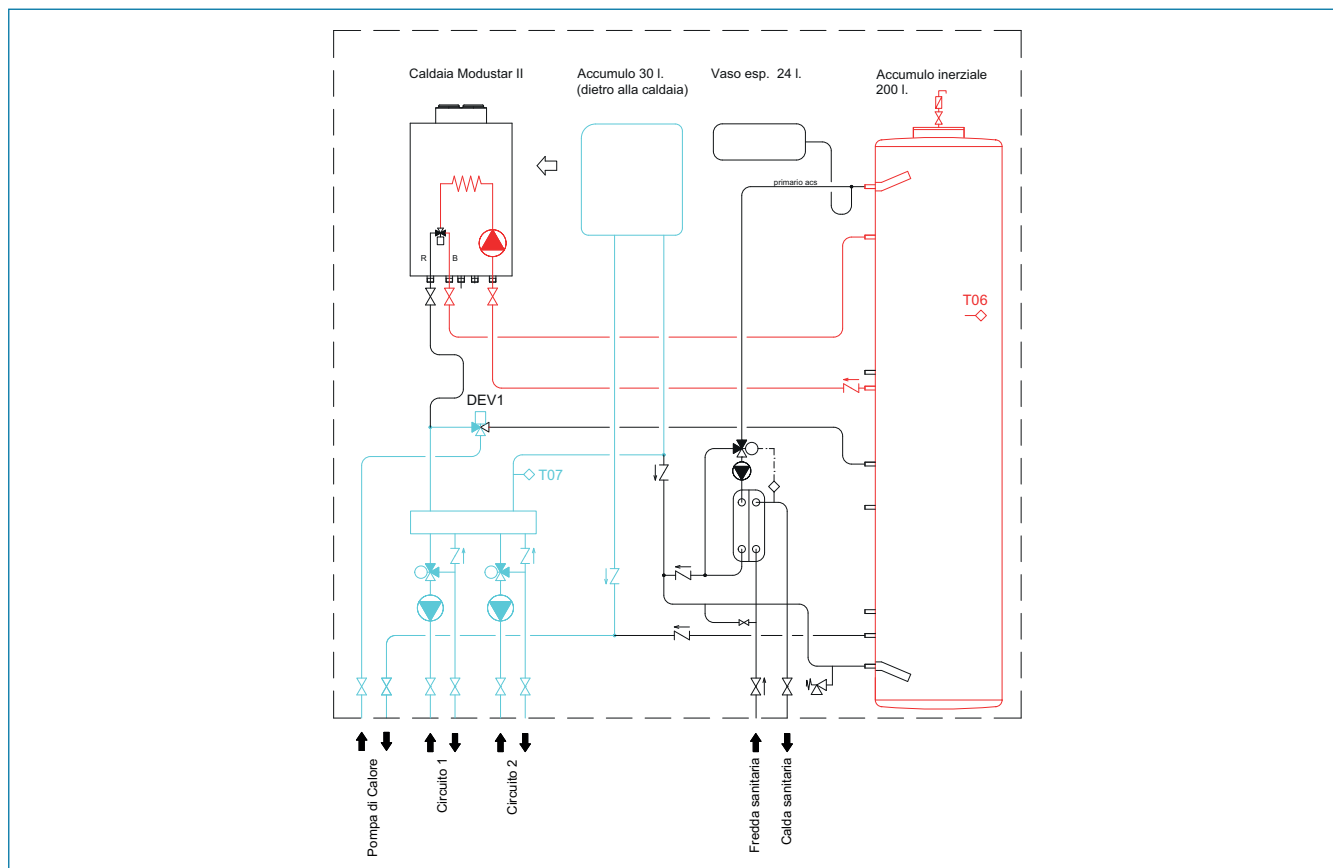 Caldaia Modustar II
Accumulo 30 l.
(dietro alla caldaia)
Vaso esp. 24 l.
Accumulo inerziale
200 l.
primario acs
R
B
T06
DEV1
T07
Pompa di Calore
Circuito 1
Circuito 2
Fredda sanitaria
Calda sanitaria